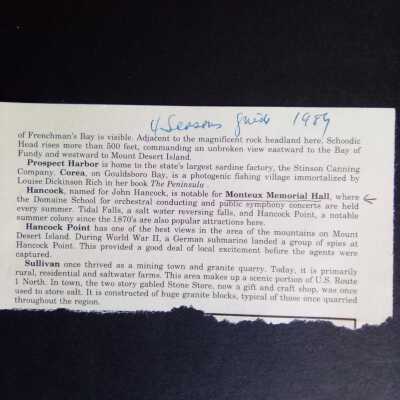 4 Seasons guide 1989
of Frenchman's Bay is visible. Adjacent to the magnificent rock headland here, Schoodic
Head rises more than 500 feet, commanding an unbroken view eastward to the Bay of
Fundy and westward to Mount Desert Island.
Prospect Harbor is home to the state's largest sardine factory, the Stinson Canning
Company. Corea, on Gouldsboro Bay, is a photogenic fishing village immortalized by
Louise Dickinson Rich in her book The Peninsula.
Hancock, named for John Hancock, is notable for Monteux Memorial Hall, where
the Domaine School for orchestral conducting and public symphony concerts are held
every summer. Tidal Falls, a salt water reversing falls, and Hancock Point, a notable
summer colony since the 1870's are also popular attractions here.
Hancock Point has one of the best views in the area of the mountains on Mount
Desert Island. During World War II, a German submarine landed a group of spies at
Hancock Point. This provided a good deal of local excitement before the agents were
captured.
Sullivan once thrived as a mining town and granite quarry. Today, it is primarily
rural, residential and saltwater farms. This area makes up a scenic portion of U.S. Route
1 North. In town, the two story gabled Stone Store, now a gift and craft shop, was once
used to store salt. It is constructed of huge granite blocks, typical of those once quarried
throughout the region.